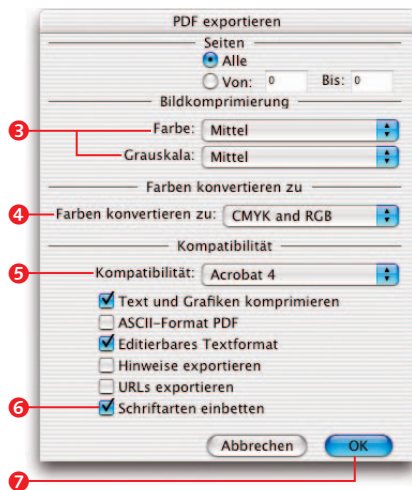 PDF exportieren
Seiten
Alle
Von: 0 Bis: 0
Bildkomprimierung
3 Farbe: Mittel
Grauskala: Mittel
Farben konvertieren zu
4 Farben konvertieren zu: CMYK and RGB
Kompatibilität
5 Kompatibilität: Acrobat 4
Text und Grafiken komprimieren
ASCII-Format PDF
Editierbares Textformat
Hinweise exportieren
URLs exportieren
6 Schriftarten einbetten
Abbrechen OK
7